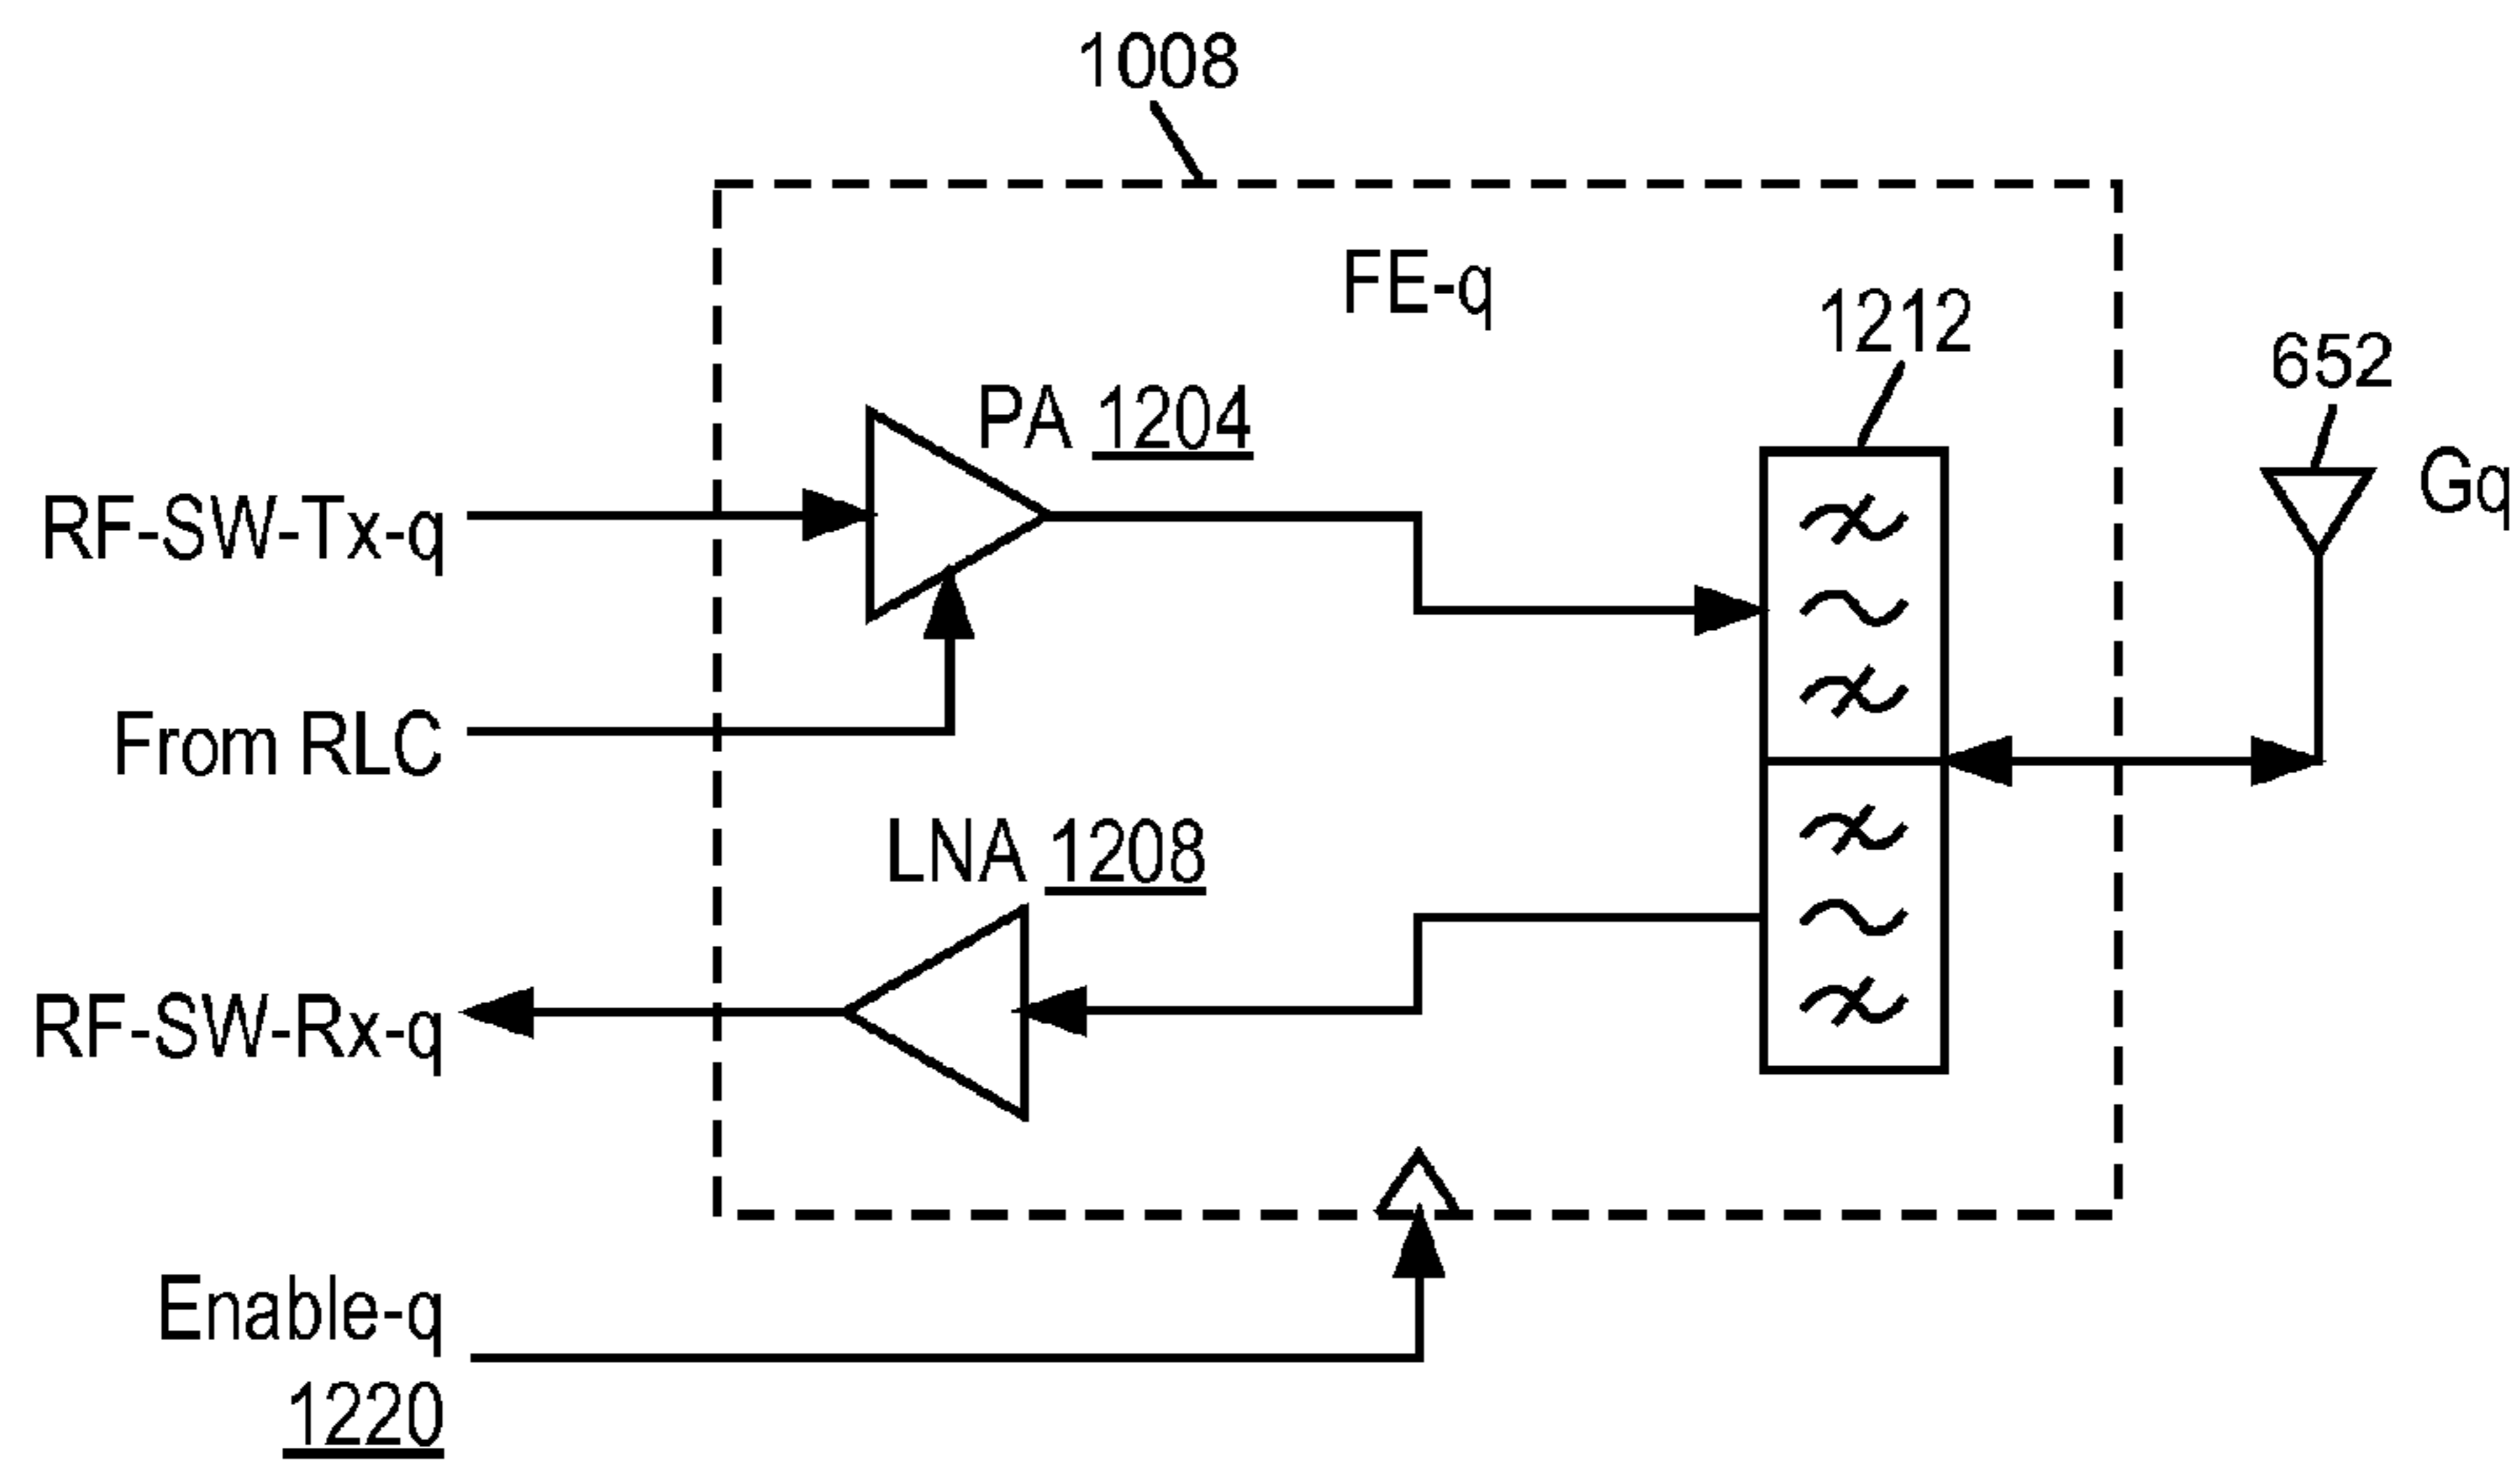 1008
FE-q
1212
652
PA 1204
Gq
RF-SW-Tx-q
From RLC
LNA 1208
RF-SW-Rx-q
Enable-q
1220